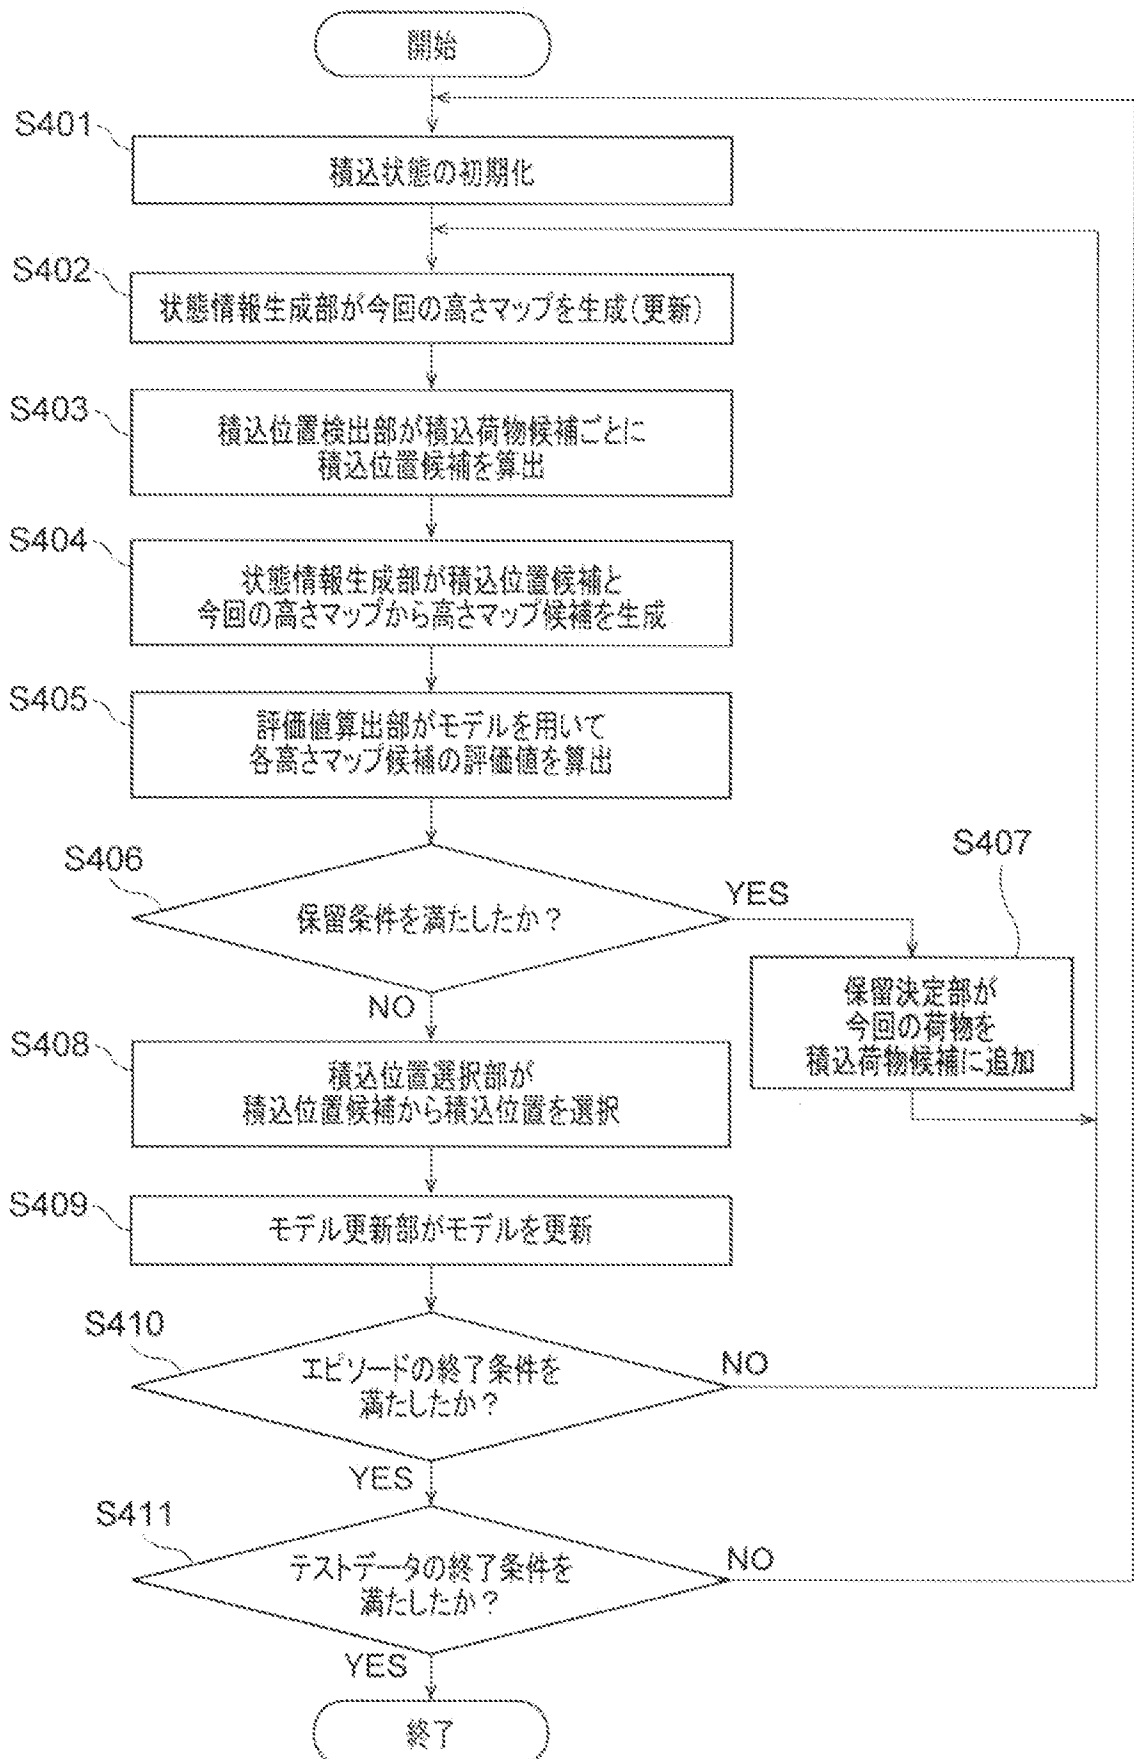 開始
S401
積込状態の初期化
S402
状態情報生成部が今回の高さマップを生成(更新)
S403
積込位置検出部が積込荷物候補ごとに
積込位置候補を算出
S404
状態情報生成部が積込位置候補と
今回の高さマップから高さマップ候補を生成
S405
評価値算出部がモデルを用いて
各高さマップ候補の評価値を算出
S406
保留条件を満たしたか？
YES
NO
S407
保留決定部が
今回の荷物を
積込荷物候補に追加
S408
積込位置選択部が
積込位置候補から積込位置を選択
S409
モデル更新部がモデルを更新
S410
エピソードの終了条件を
満たしたか？
NO
YES
S411
テストデータの終了条件を
満たしたか？
NO
YES
終了